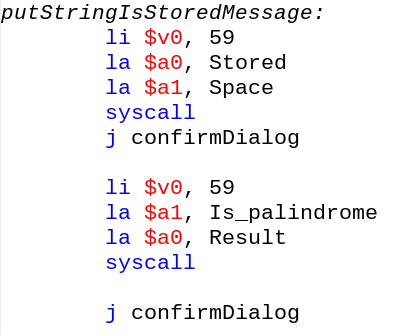 putStringIsStoredMessage:
li $v0, 59
la $a0, Stored
la $a1, Space
syscall
j confirmDialog
li $v0, 59
la $a1, Is_palindrome
la $a0, Result
syscall
j confirmDialog